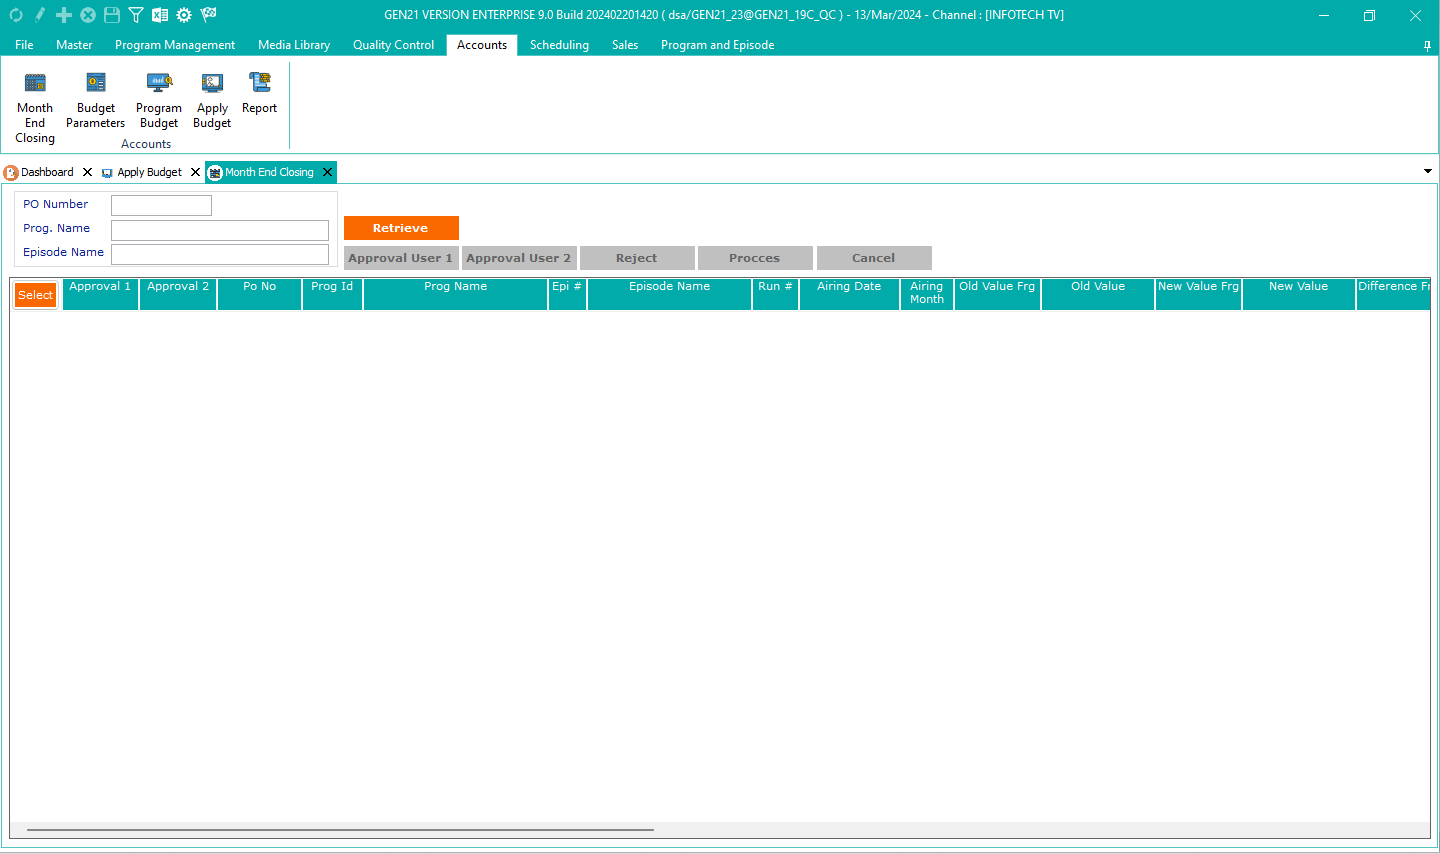 GEN21 VERSION ENTERPRISE 9.0 Build 202402201420 ( dsa/GEN21_23@GEN21_19C_QC ) - 13/Mar/2024 - Channel : [INFOTECH TV]
File Master Program Management Media Library Quality Control Accounts Scheduling Sales Program and Episode
Month End Closing Budget Parameters Program Budget Apply Budget Report
Accounts
Dashboard Apply Budget Month End Closing
PO Number
Prog. Name
Retrieve
Episode Name
Approval User 1 Approval User 2 Reject Procces Cancel
Select Approval 1 Approval 2 Po No Prog Id Prog Name Epi # Episode Name Run # Airing Date Airing Month Old Value Frg Old Value New Value Frg New Value Difference Fr